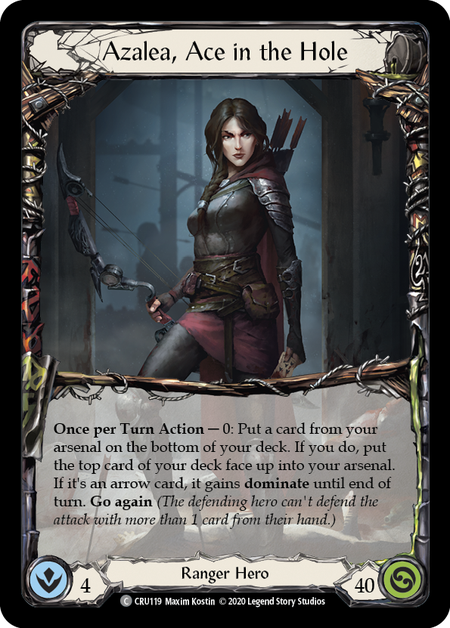 Azalea, Ace in the Hole
Once per Turn Action — 0: Put a card from your
arsenal on the bottom of your deck. If you do, put
the top card of your deck face up into your arsenal.
If it's an arrow card, it gains dominate until end of
turn. Go again (The defending hero can't defend the
attack with more than 1 card from their hand.)
4
Ranger Hero
40
C CRU119 Maxim Kostin © 2020 Legend Story Studios